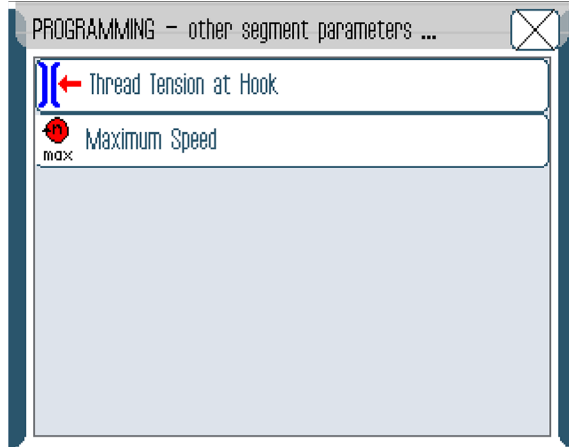 PROGRAMMING - other segment parameters ...
Thread Tension at Hook
n
max
Maximum Speed